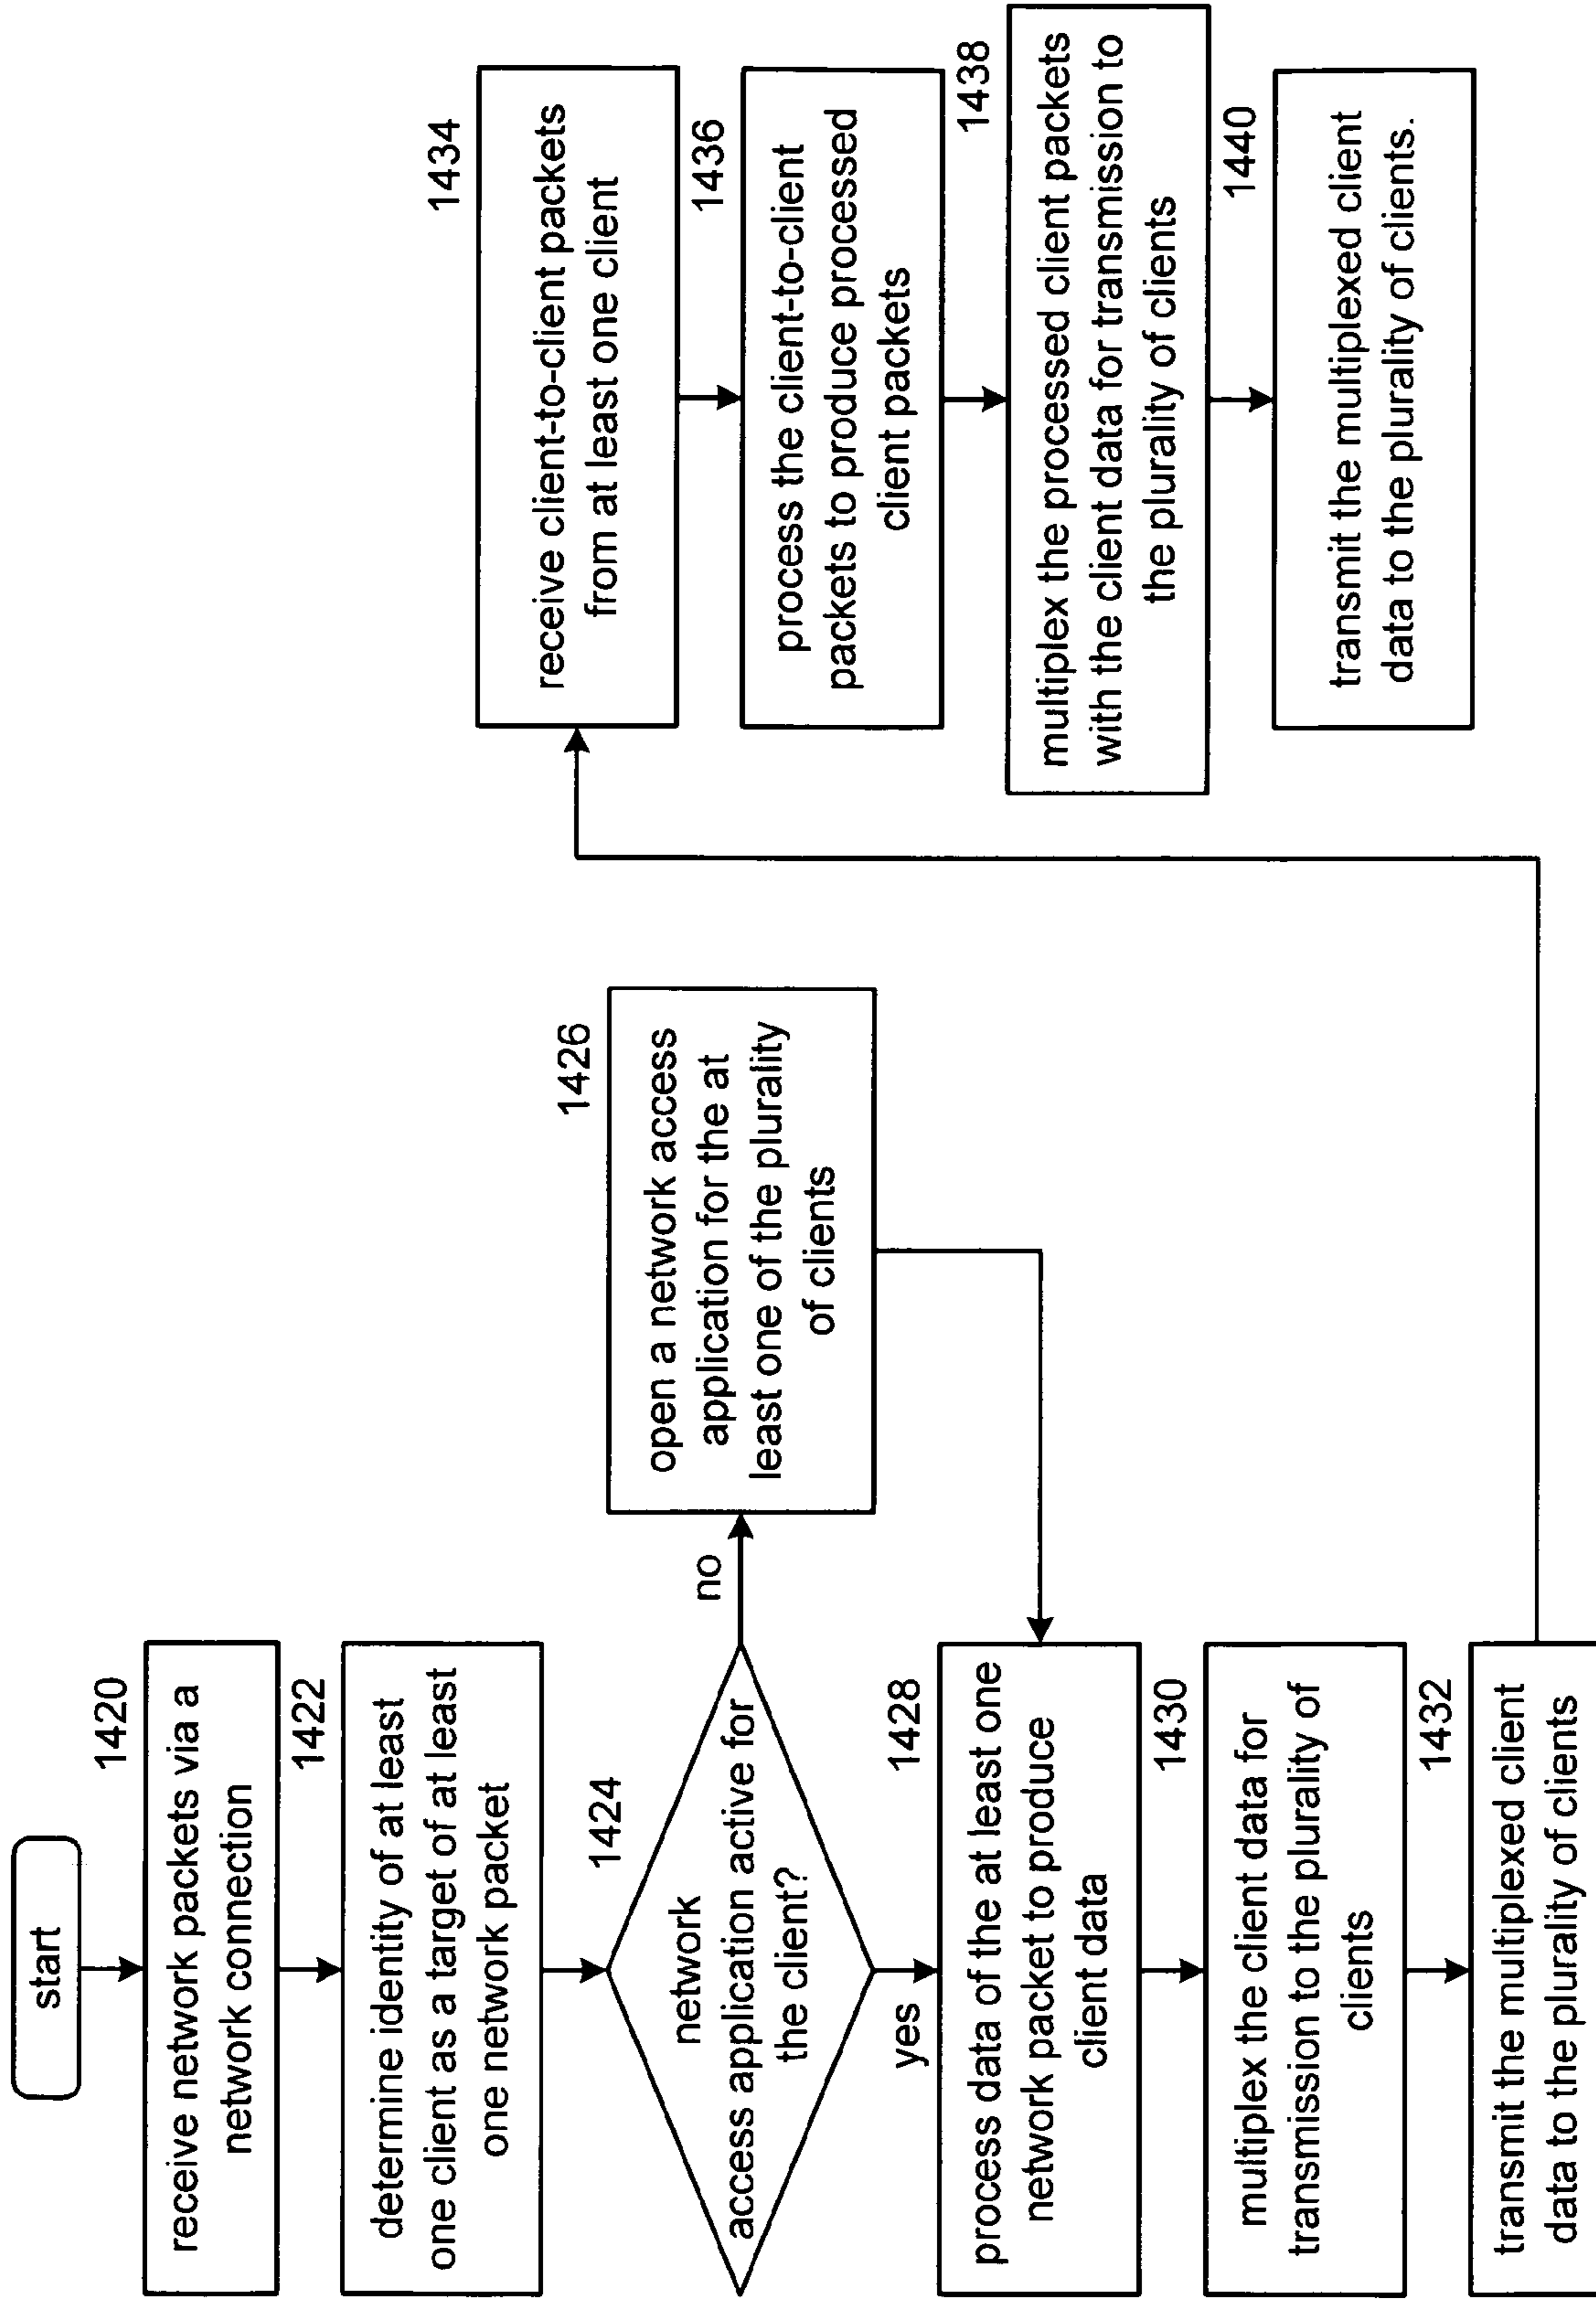 start
1420
receive network packets via a
network connection
1422
determine identity of at least
one client as a target of at least
one network packet
1424
network
access application active for
the client?
no
yes
1426
open a network access
application for the at
least one of the plurality
of clients
1428
process data of the at least one
network packet to produce
client data
1430
multiplex the client data for
transmission to the plurality of
clients
1432
transmit the multiplexed client
data to the plurality of clients
1434
receive client-to-client packets
from at least one client
1436
process the client-to-client
packets to produce processed
client packets
1438
multiplex the processed client packets
with the client data for transmission to
the plurality of clients
1440
transmit the multiplexed client
data to the plurality of clients.